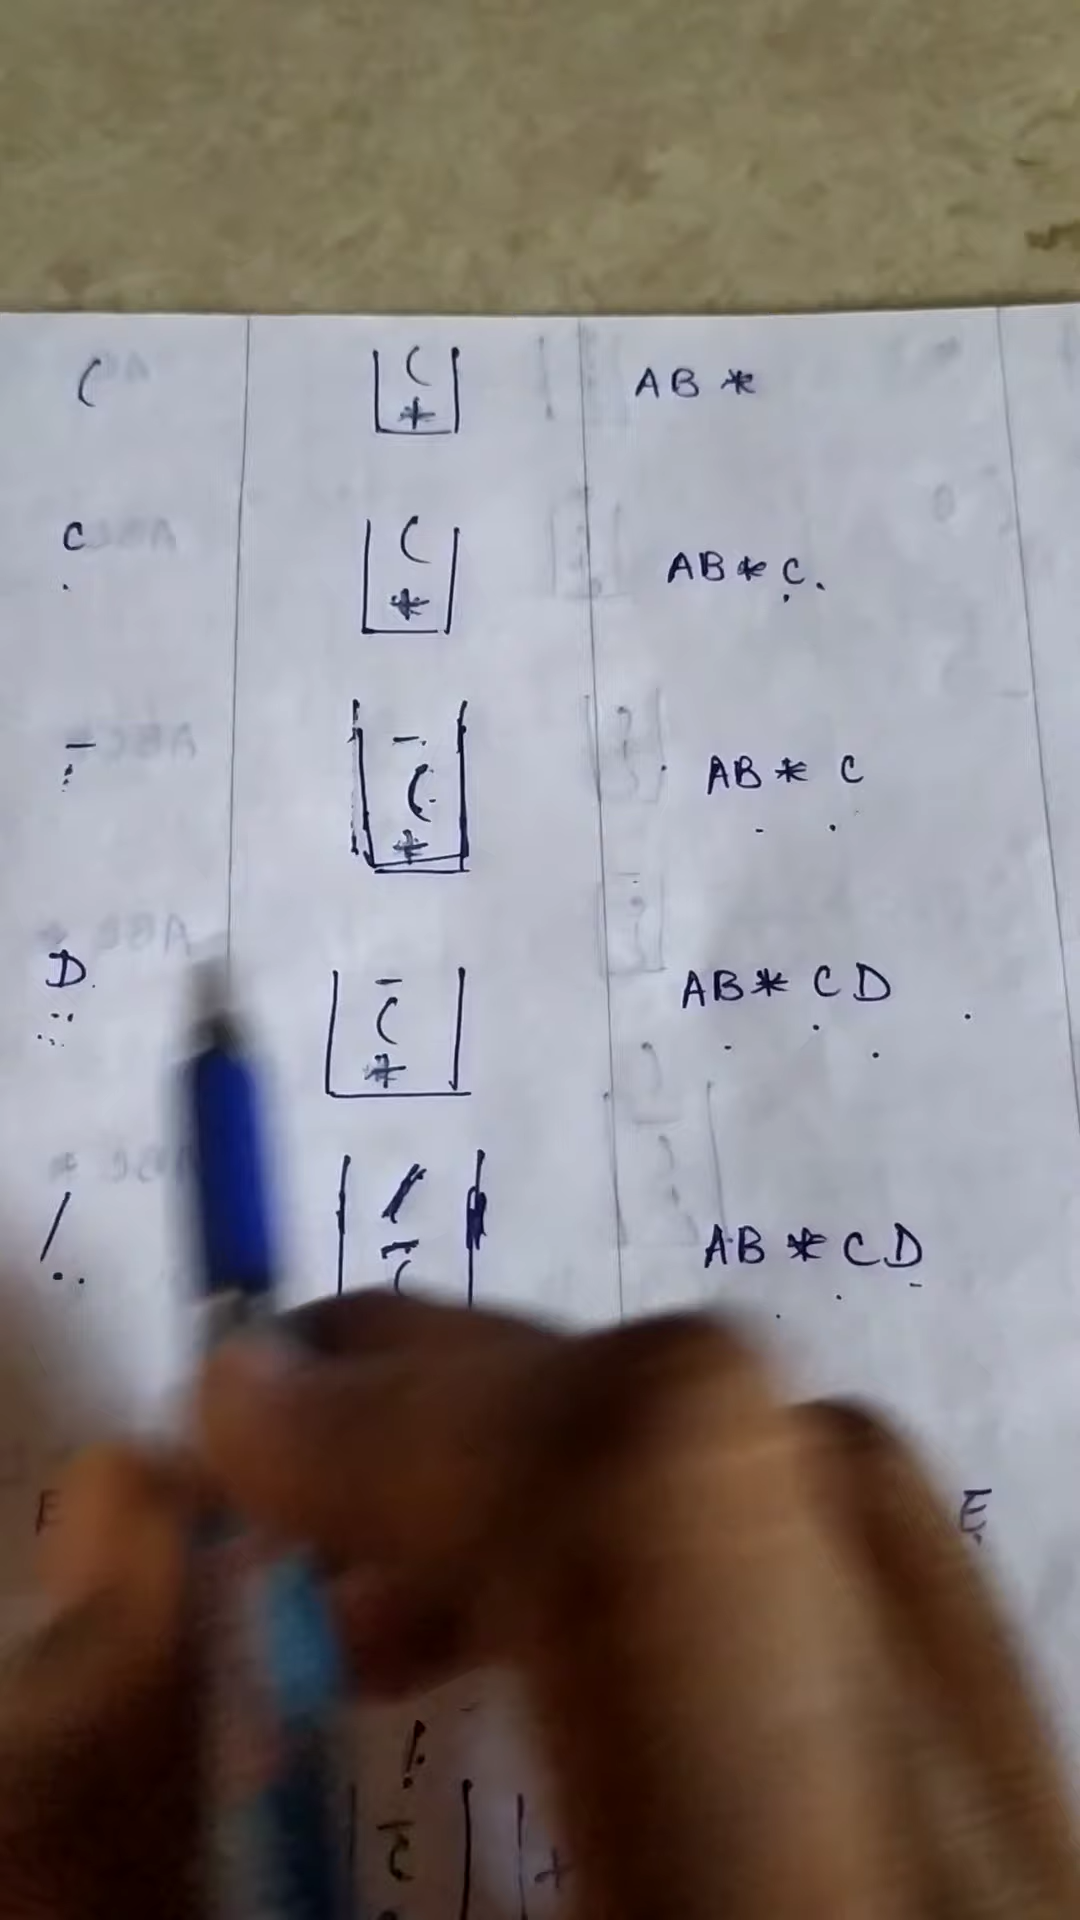 ( ( * AB *
C ( * AB * C.
- - ( * AB * C
D. - ( * AB * CD
/ / - ( AB * CD
E
/
- (
+